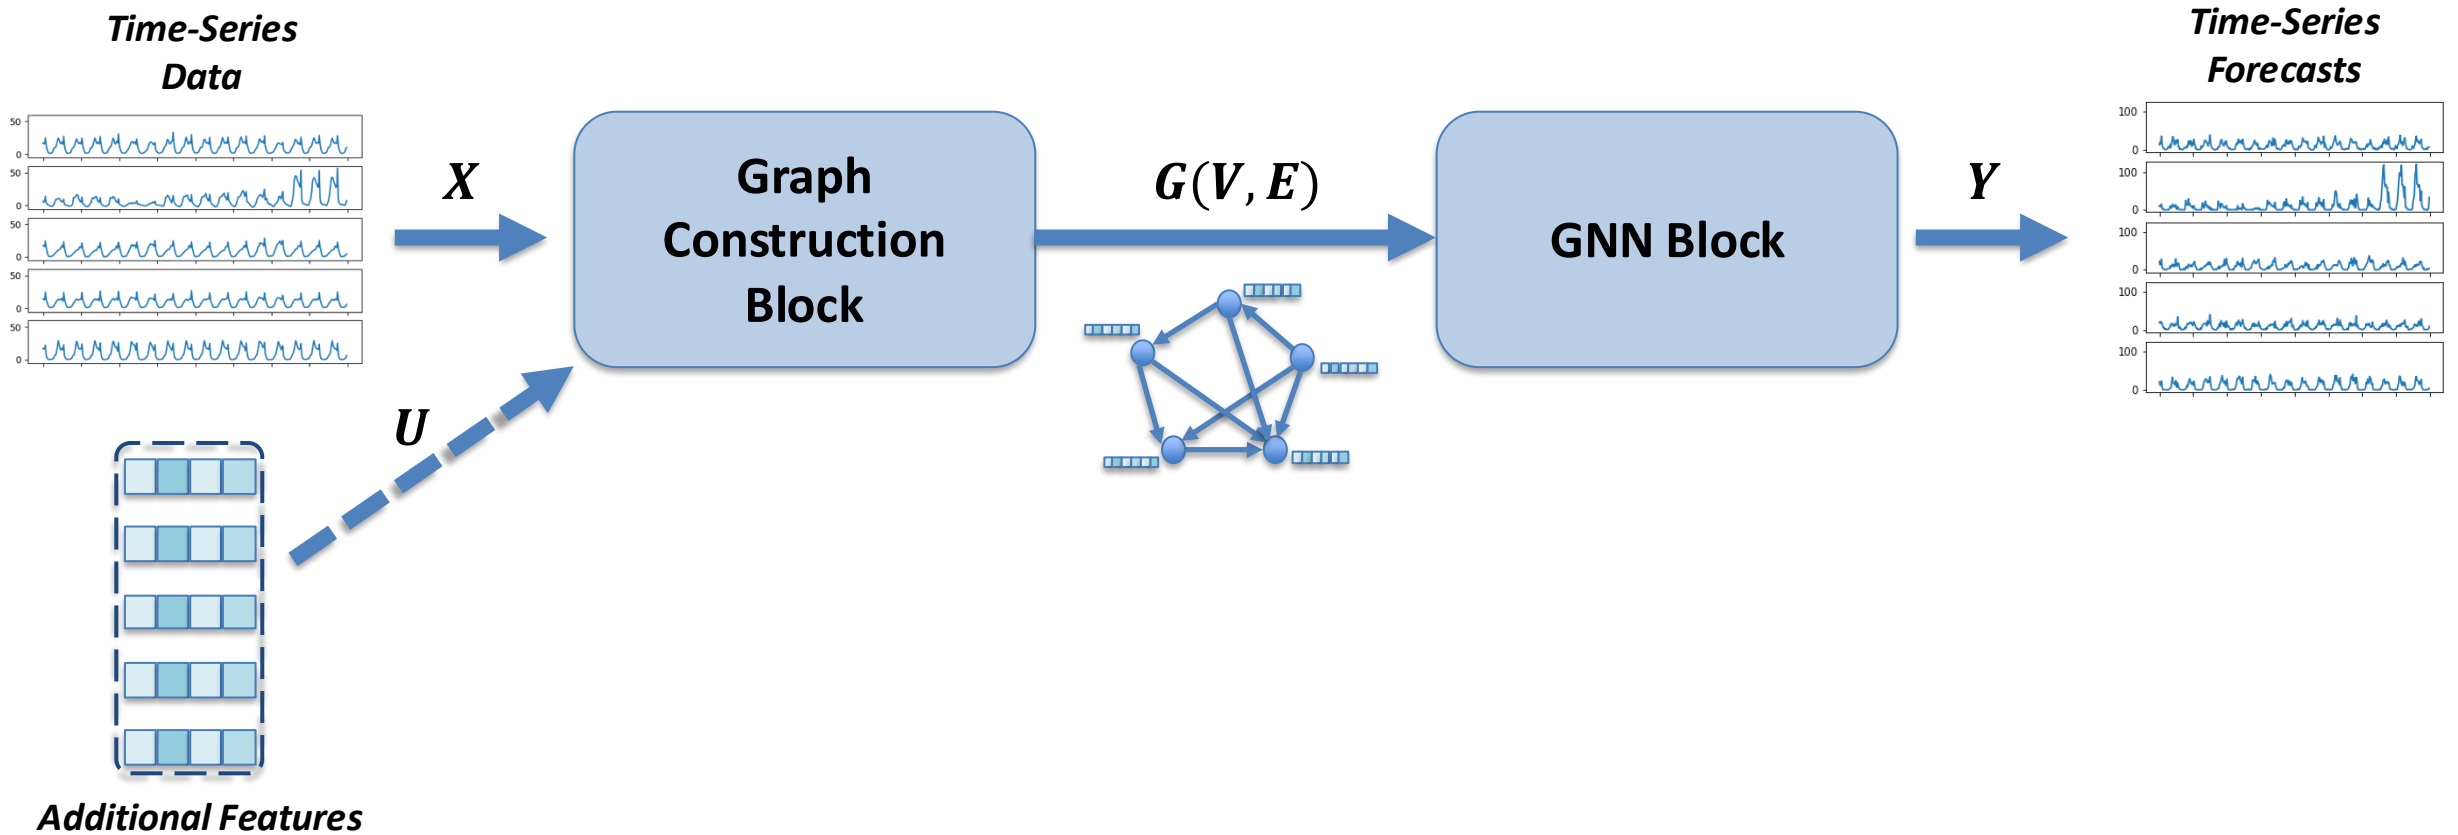 Time-Series
Data
50
0
50
0
50
0
50
0
50
0
X
U
Additional Features
Graph
Construction
Block
G(V, E)
GNN Block
Y
Time-Series
Forecasts
100
0
100
0
100
0
100
0
100
0